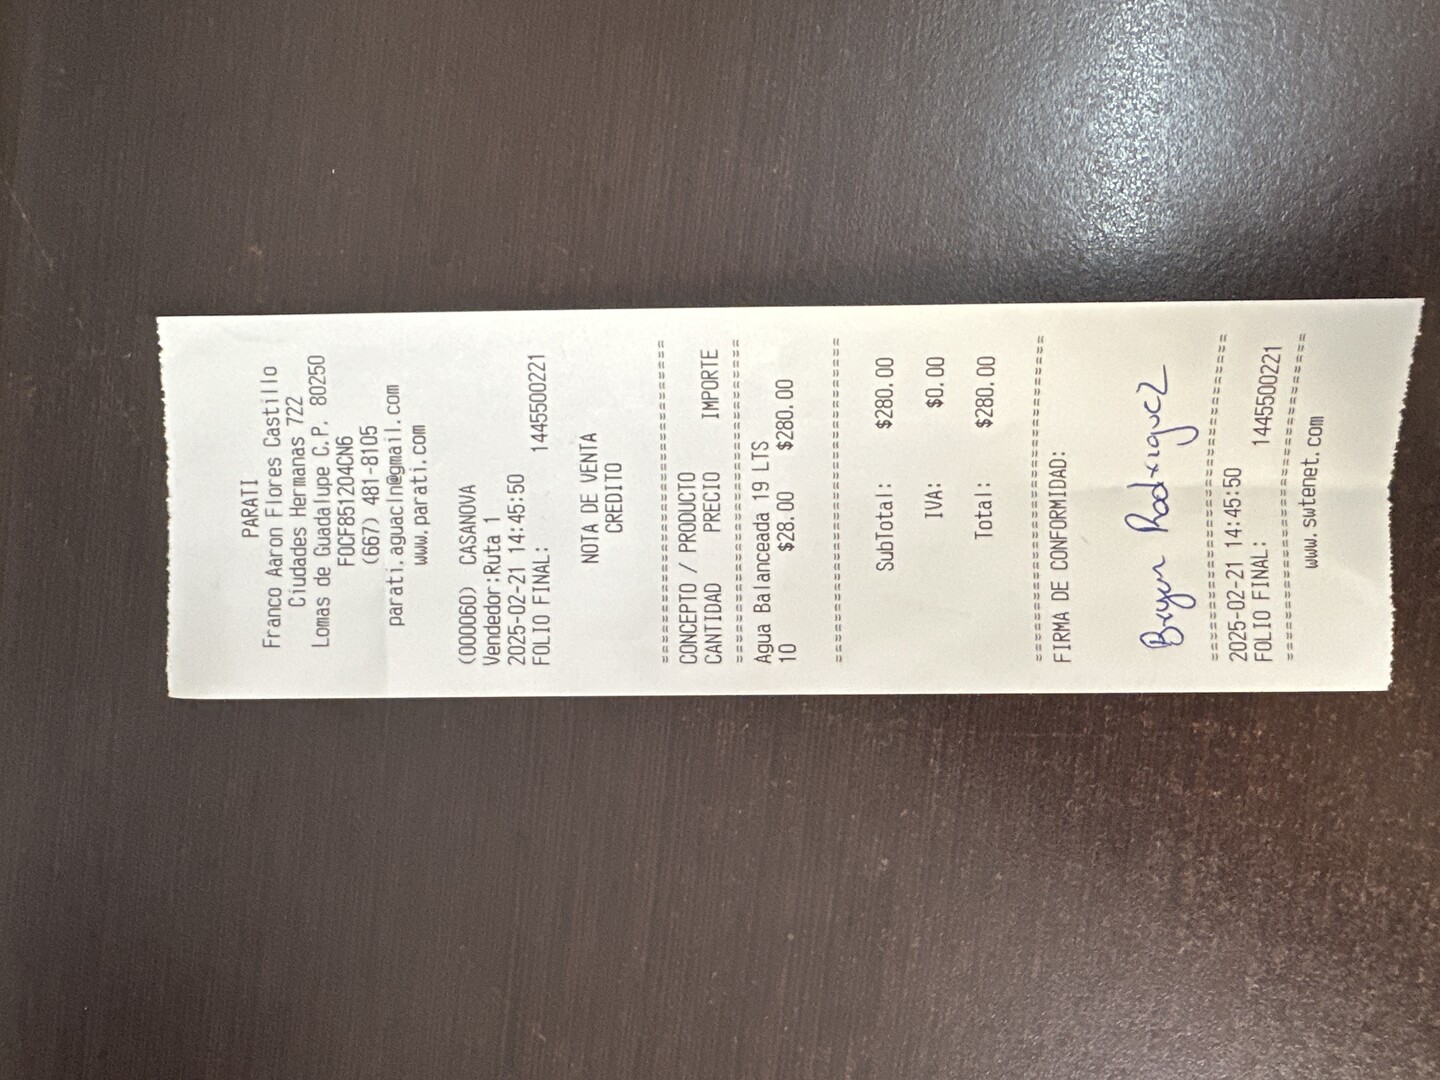 PARATI
Franco Aaron Flores Castillo
Ciudades Hermanas 722
Lomas de Guadalupe C.P. 80250
FOCF851204CN6
(667) 481-8105
parati.aguacln@gmail.com
www.parati.com
(000060) CASANOVA
Vendedor:Ruta 1
2025-02-21 14:45:50
FOLIO FINAL: 1445500221
NOTA DE VENTA
CREDITO
==================================
CONCEPTO / PRODUCTO
CANTIDAD PRECIO IMPORTE
==================================
Agua Balanceada 19 LTS
10 $28.00 $280.00
==================================
SubTotal: $280.00
IVA: $0.00
Total: $280.00
==================================
FIRMA DE CONFORMIDAD:
Brayan Rodriguez
==================================
2025-02-21 14:45:50
FOLIO FINAL: 1445500221
==================================
www.swtenet.com